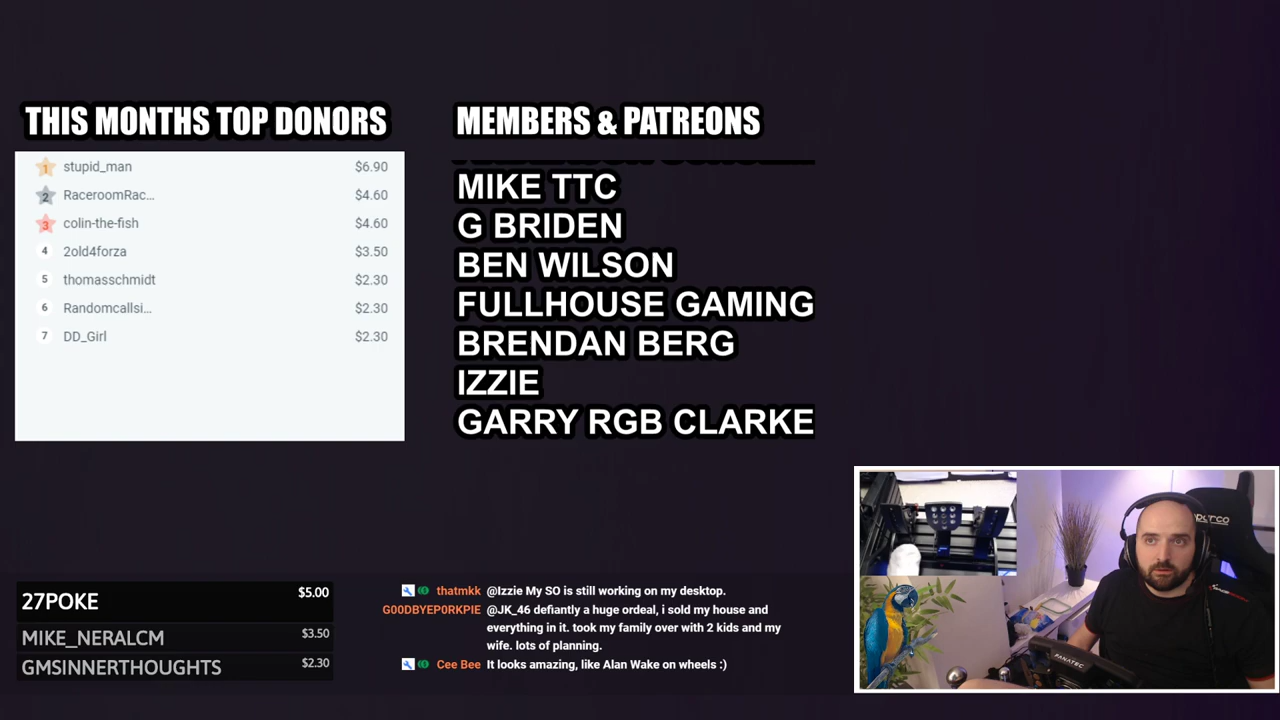 THIS MONTHS TOP DONORS
1 stupid_man $6.90
2 RaceroomRac... $4.60
3 colin-the-fish $4.60
4 2old4forza $3.50
5 thomasschmidt $2.30
6 Randomcallsi... $2.30
7 DD_Girl $2.30
MEMBERS & PATREONS
MIKE TTC
G BRIDEN
BEN WILSON
FULLHOUSE GAMING
BRENDAN BERG
IZZIE
GARRY RGB CLARKE
27POKE $5.00
MIKE_NERALCM $3.50
GMSINNERTHOUGHTS $2.30
thatmkk @Izzie My SO is still working on my desktop.
G00DBYEP0RKPIE @JK_46 defiantly a huge ordeal, i sold my house and
everything in it. took my family over with 2 kids and my
wife. lots of planning.
Cee Bee It looks amazing, like Alan Wake on wheels :)
FANATEC